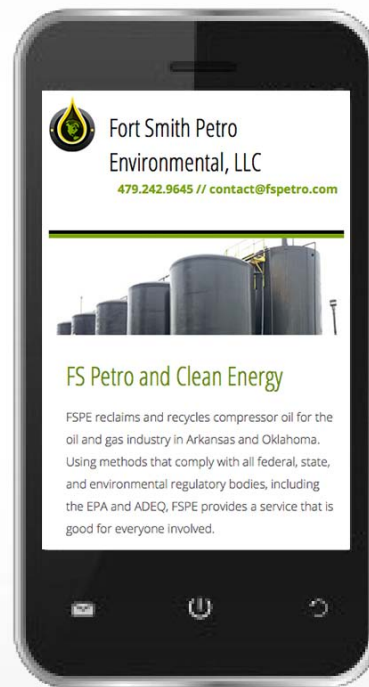 Fort Smith Petro
Environmental, LLC
479.242.9645 // contact@fspetro.com
FS Petro and Clean Energy
FSPE reclaims and recycles compressor oil for the
oil and gas industry in Arkansas and Oklahoma.
Using methods that comply with all federal, state,
and environmental regulatory bodies, including
the EPA and ADEQ, FSPE provides a service that is
good for everyone involved.